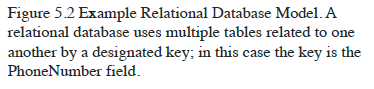 Figure 5.2 Example Relational Database Model. A
relational database uses multiple tables related to one
another by a designated key; in this case the key is the
PhoneNumber field.